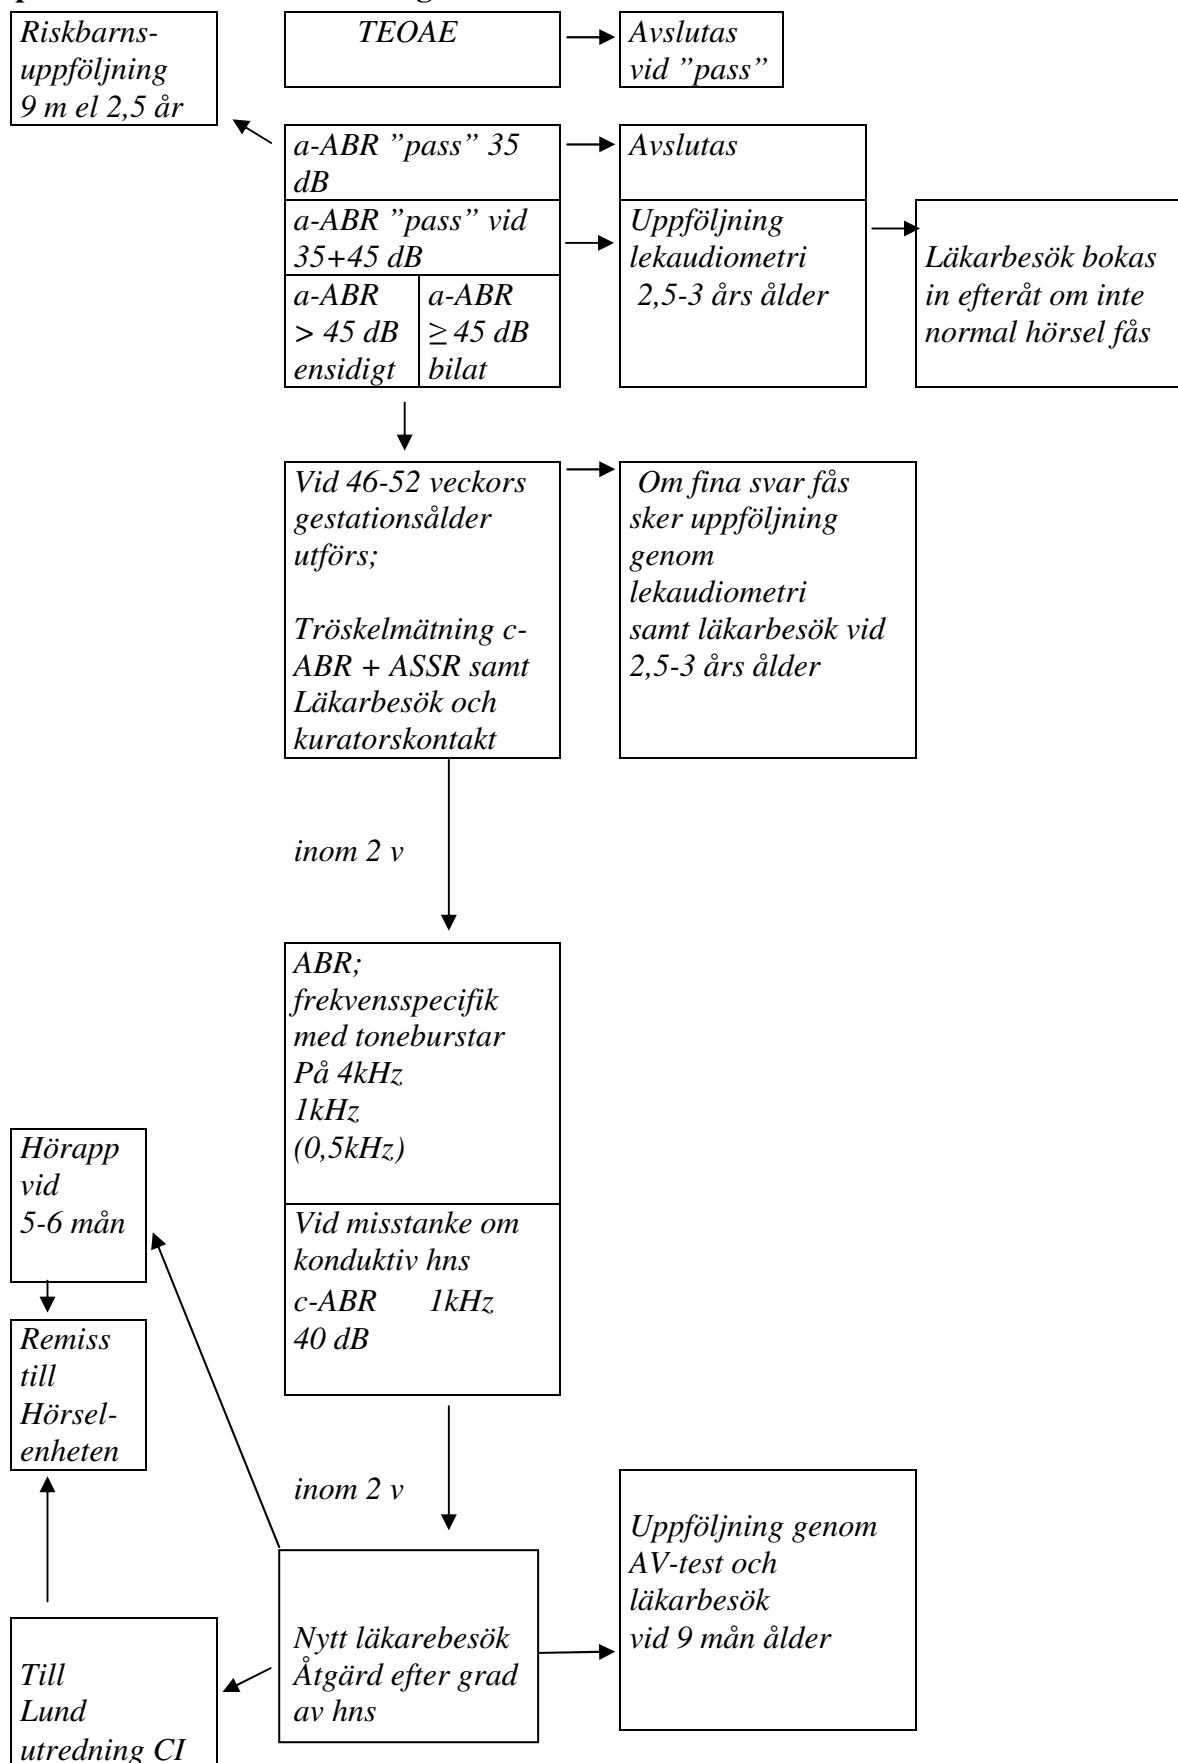 Riskbarns-
uppföljning
9 m el 2,5 år
TEOAE
Avslutas
vid ”pass”
a-ABR ”pass” 35
dB
Avslutas
a-ABR ”pass” vid
35+45 dB
Uppföljning
lekaudiometri
2,5-3 års ålder
Läkarbesök bokas
in efteråt om inte
normal hörsel fås
a-ABR
> 45 dB
ensidigt
a-ABR
≥ 45 dB
bilat
Vid 46-52 veckors
gestationsålder
utförs;
Tröskelmätning c-
ABR + ASSR samt
Läkarbesök och
kuratorskontakt
Om fina svar fås
sker uppföljning
genom
lekaudiometri
samt läkarbesök vid
2,5-3 års ålder
inom 2 v
ABR;
frekvensspecifik
med toneburstar
På 4kHz
1kHz
(0,5kHz)
Vid misstanke om
konduktiv hns
c-ABR 1kHz
40 dB
Hörapp
vid
5-6 mån
Remiss
till
Hörsel-
enheten
inom 2 v
Nytt läkarebesök
Åtgärd efter grad
av hns
Uppföljning genom
AV-test och
läkarbesök
vid 9 mån ålder
Till
Lund
utredning CI